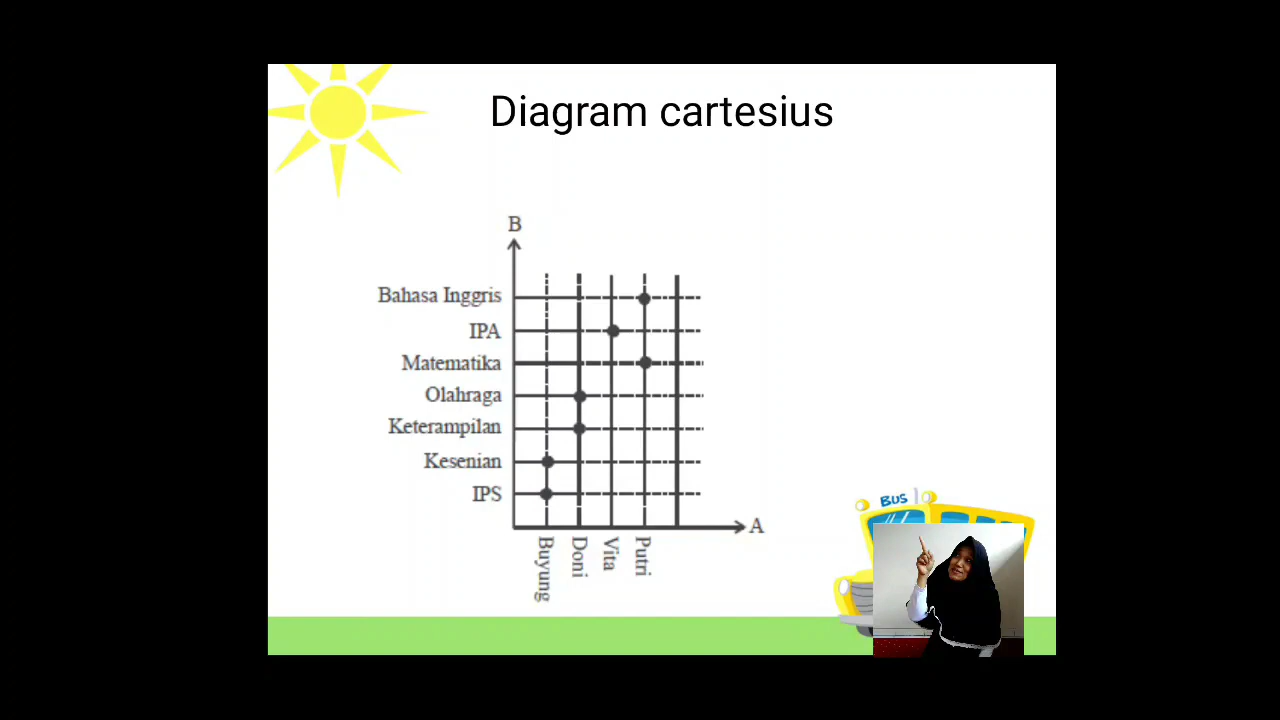 Diagram cartesius
B
Bahasa Inggris
IPA
Matematika
Olahraga
Keterampilan
Kesenian
IPS
A
Buyung
Doni
Vita
Putri
BUS